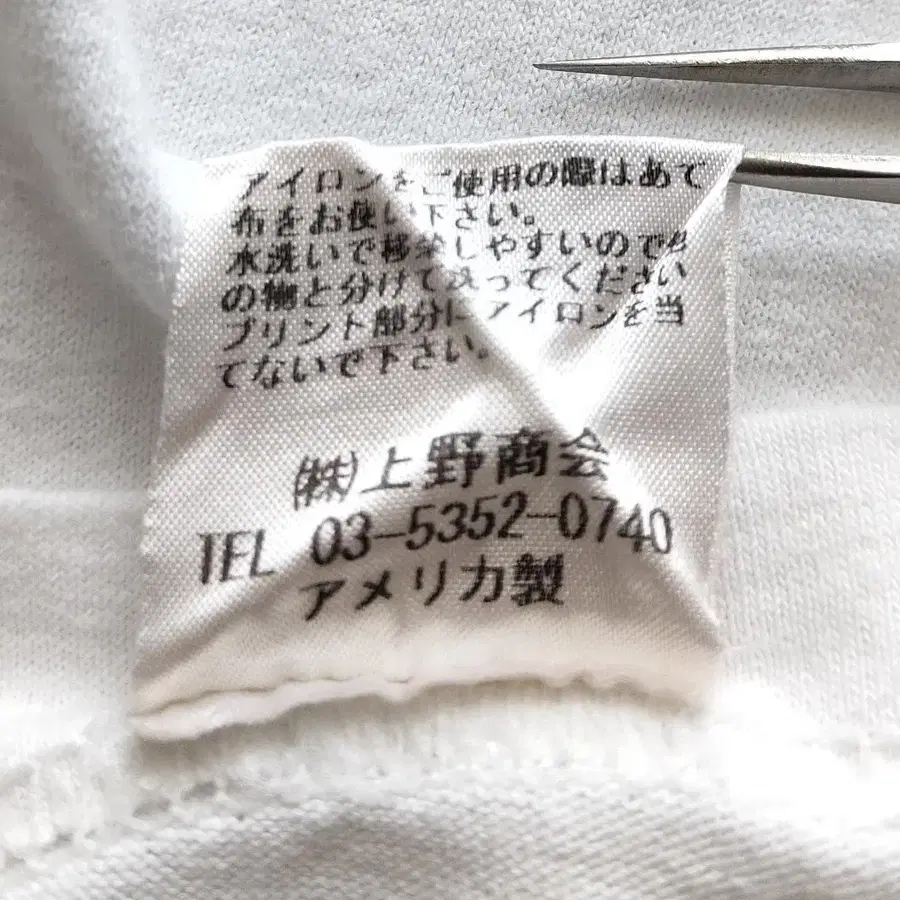 アイロンをご使用の際はあて
布をお使い下さい。
水洗いで移染しやすいので他
の物と分けて洗ってください
プリント部分にアイロンを当
てないで下さい。
㈱上野商会
TEL 03-5352-0740
アメリカ製